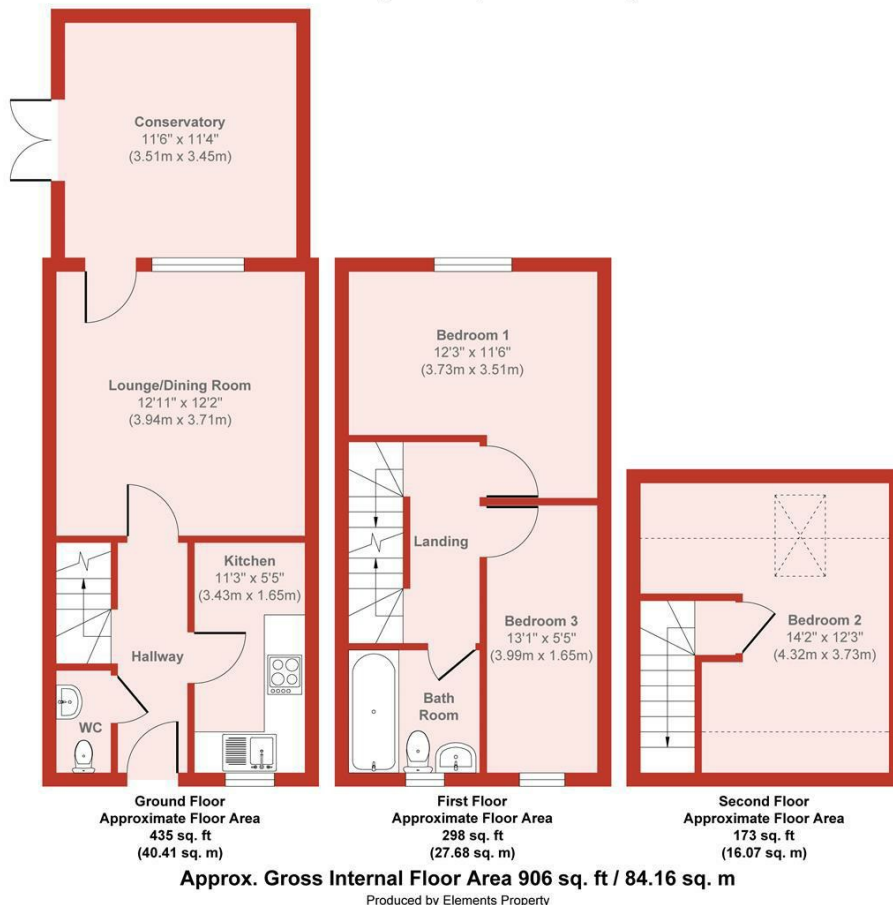 Conservatory
11'6" x 11'4"
(3.51m x 3.45m)
Lounge/Dining Room
12'11" x 12'2"
(3.94m x 3.71m)
Kitchen
11'3" x 5'5"
(3.43m x 1.65m)
Hallway
WC
Ground Floor
Approximate Floor Area
435 sq. ft
(40.41 sq. m)
Bedroom 1
12'3" x 11'6"
(3.73m x 3.51m)
Landing
Bedroom 3
13'1" x 5'5"
(3.99m x 1.65m)
Bath
Room
First Floor
Approximate Floor Area
298 sq. ft
(27.68 sq. m)
Bedroom 2
14'2" x 12'3"
(4.32m x 3.73m)
Second Floor
Approximate Floor Area
173 sq. ft
(16.07 sq. m)
Approx. Gross Internal Floor Area 906 sq. ft / 84.16 sq. m
Produced by Elements Property